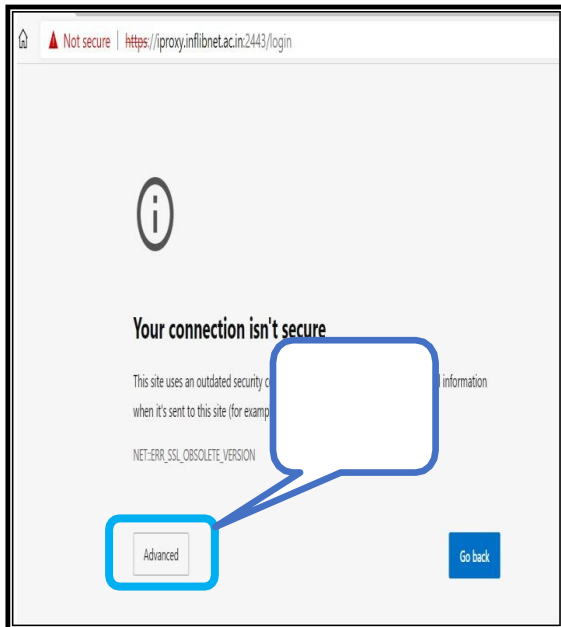 Not secure | https://iproxy.inflibnet.ac.in:2443/login
Your connection isn't secure
This site uses an outdated security information
when it's sent to this site (for
NET::ERR_SSL_OBSOLETE_VERSION
Advanced
Go back